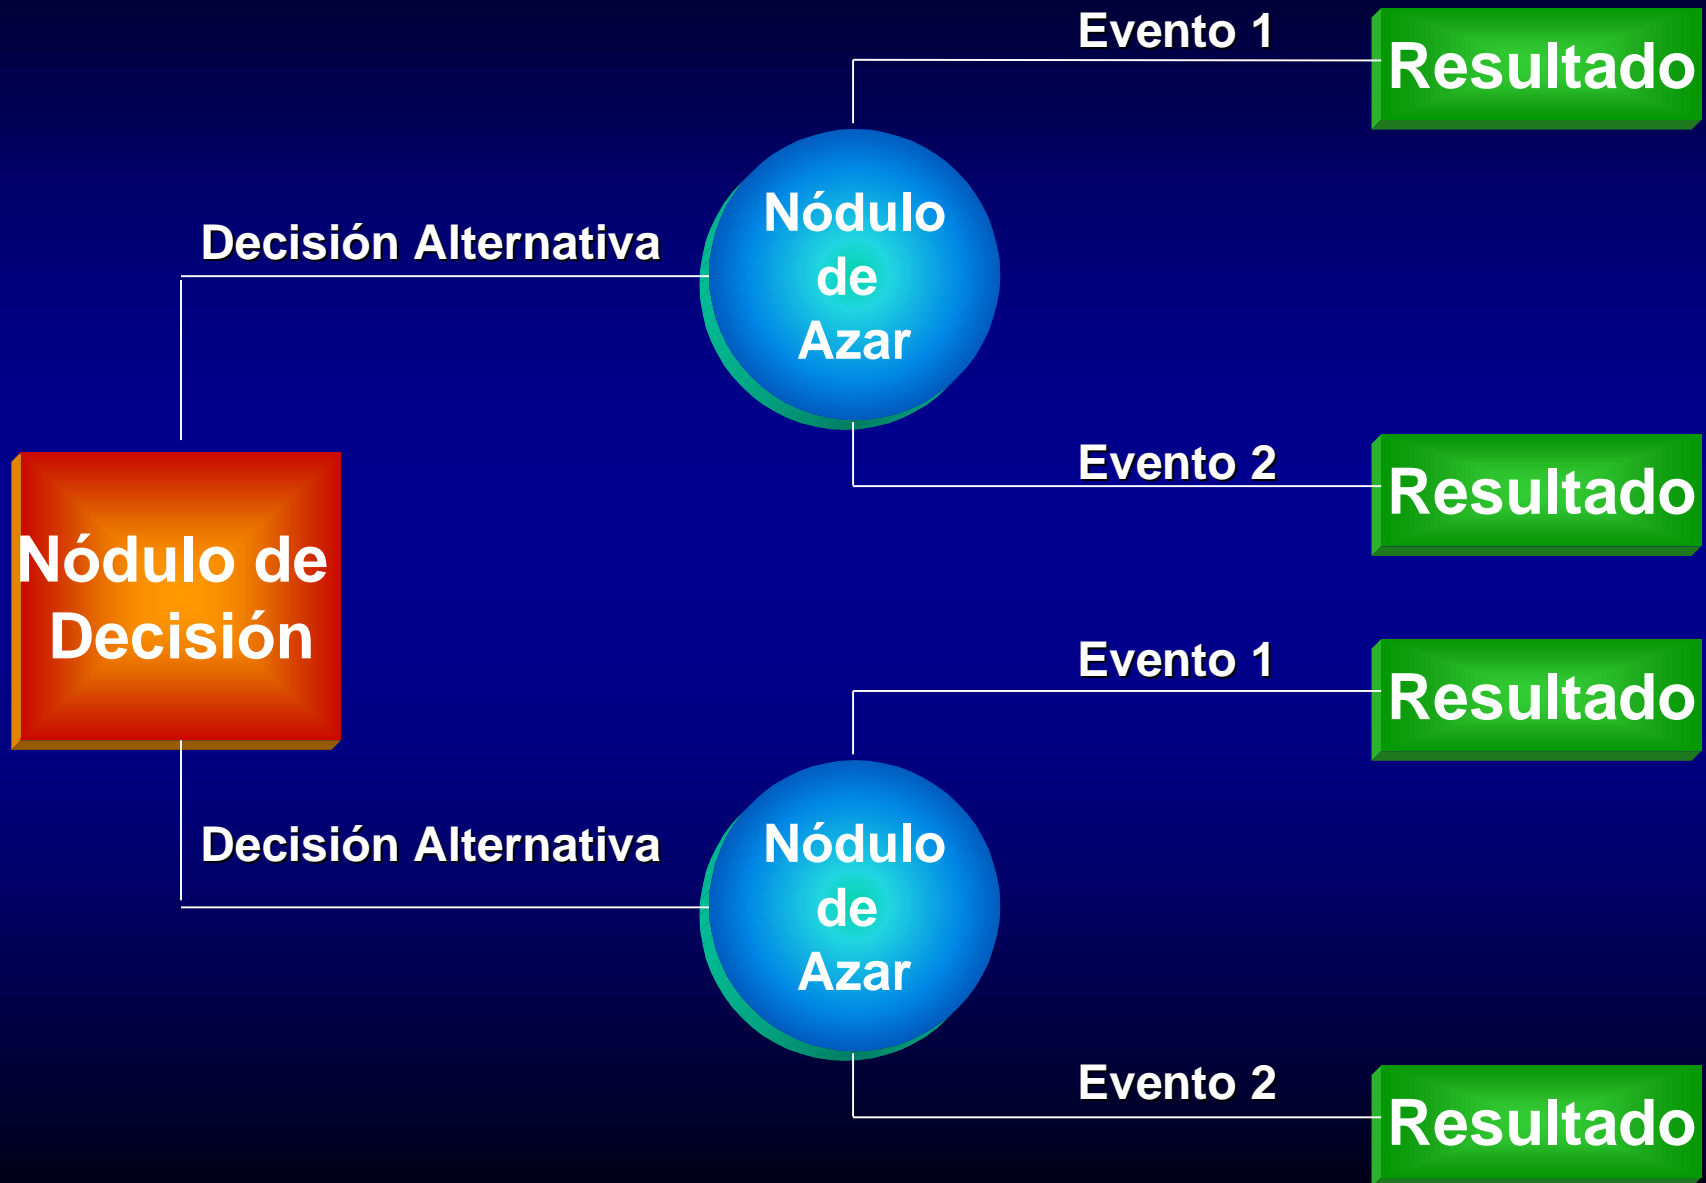 Evento 1
Resultado
Decisión Alternativa
Nódulo
de
Azar
Evento 2
Resultado
Nódulo de
Decisión
Evento 1
Resultado
Decisión Alternativa
Nódulo
de
Azar
Evento 2
Resultado